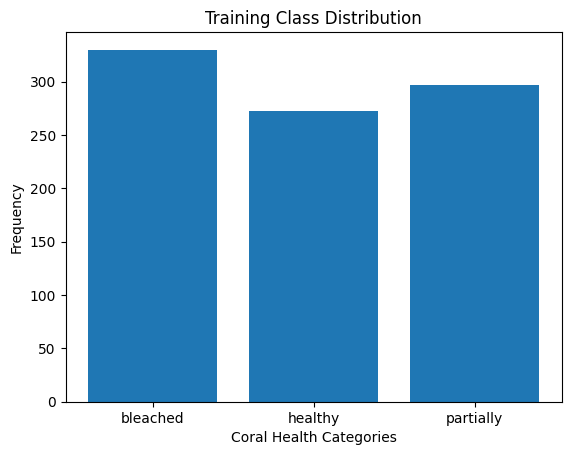 Training Class Distribution
Frequency
300
250
200
150
100
50
0
bleached healthy partially
Coral Health Categories